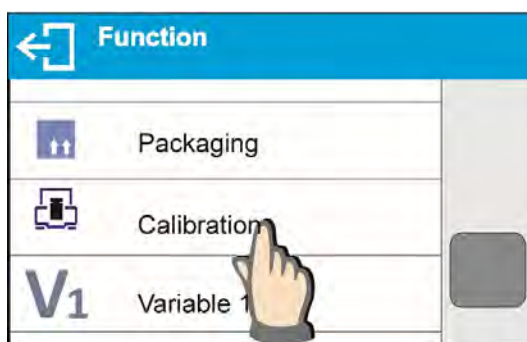 Function
Packaging
Calibration
V1
Variable 1